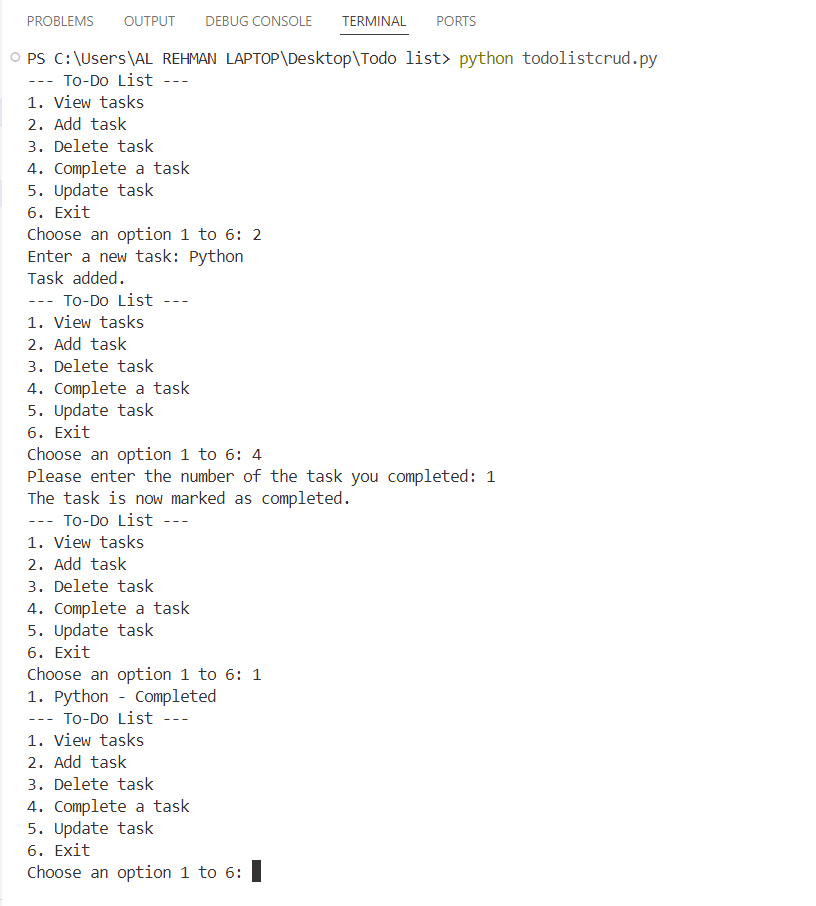 PROBLEMS OUTPUT DEBUG CONSOLE TERMINAL PORTS
PS C:\Users\AL REHMAN LAPTOP\Desktop\Todo list> python todolistcrud.py
--- To-Do List ---
1. View tasks
2. Add task
3. Delete task
4. Complete a task
5. Update task
6. Exit
Choose an option 1 to 6: 2
Enter a new task: Python
Task added.
--- To-Do List ---
1. View tasks
2. Add task
3. Delete task
4. Complete a task
5. Update task
6. Exit
Choose an option 1 to 6: 4
Please enter the number of the task you completed: 1
The task is now marked as completed.
--- To-Do List ---
1. View tasks
2. Add task
3. Delete task
4. Complete a task
5. Update task
6. Exit
Choose an option 1 to 6: 1
1. Python - Completed
--- To-Do List ---
1. View tasks
2. Add task
3. Delete task
4. Complete a task
5. Update task
6. Exit
Choose an option 1 to 6: